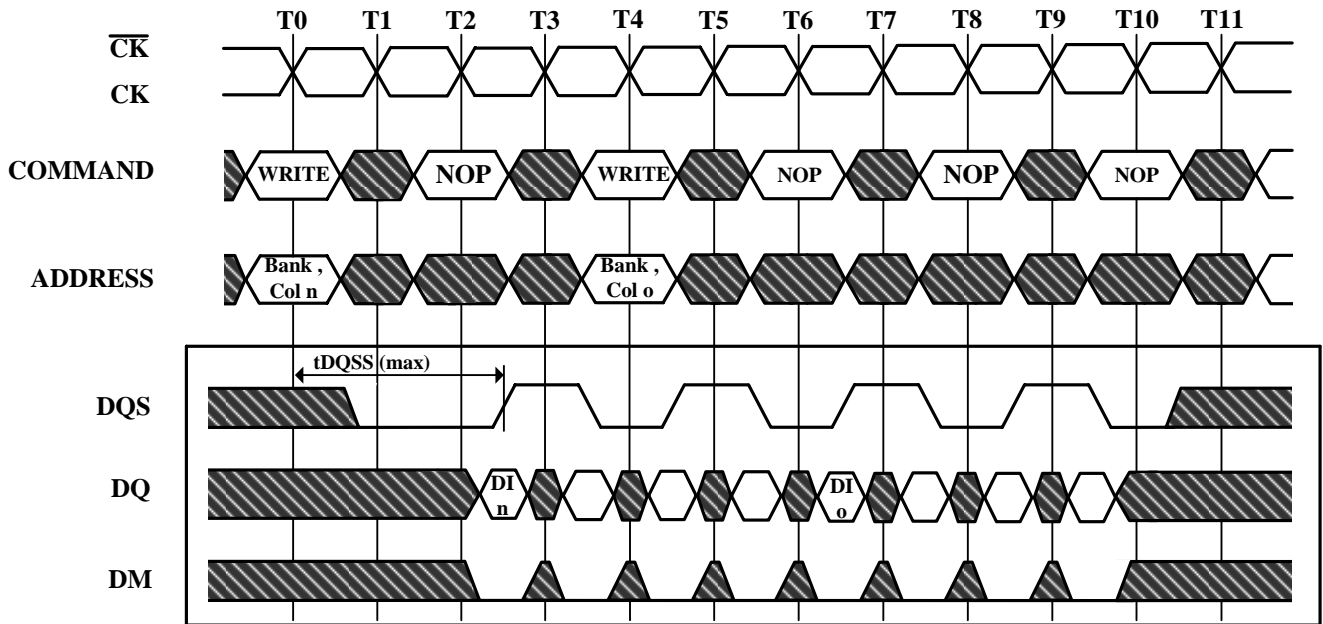 T0 T1 T2 T3 T4 T5 T6 T7 T8 T9 T10 T11
CK
CK
COMMAND WRITE NOP WRITE NOP NOP NOP
ADDRESS
Bank ,
Col n
Bank ,
Col o
tDQSS (max)
DQS
DQ
DI
n
DI
o
DM